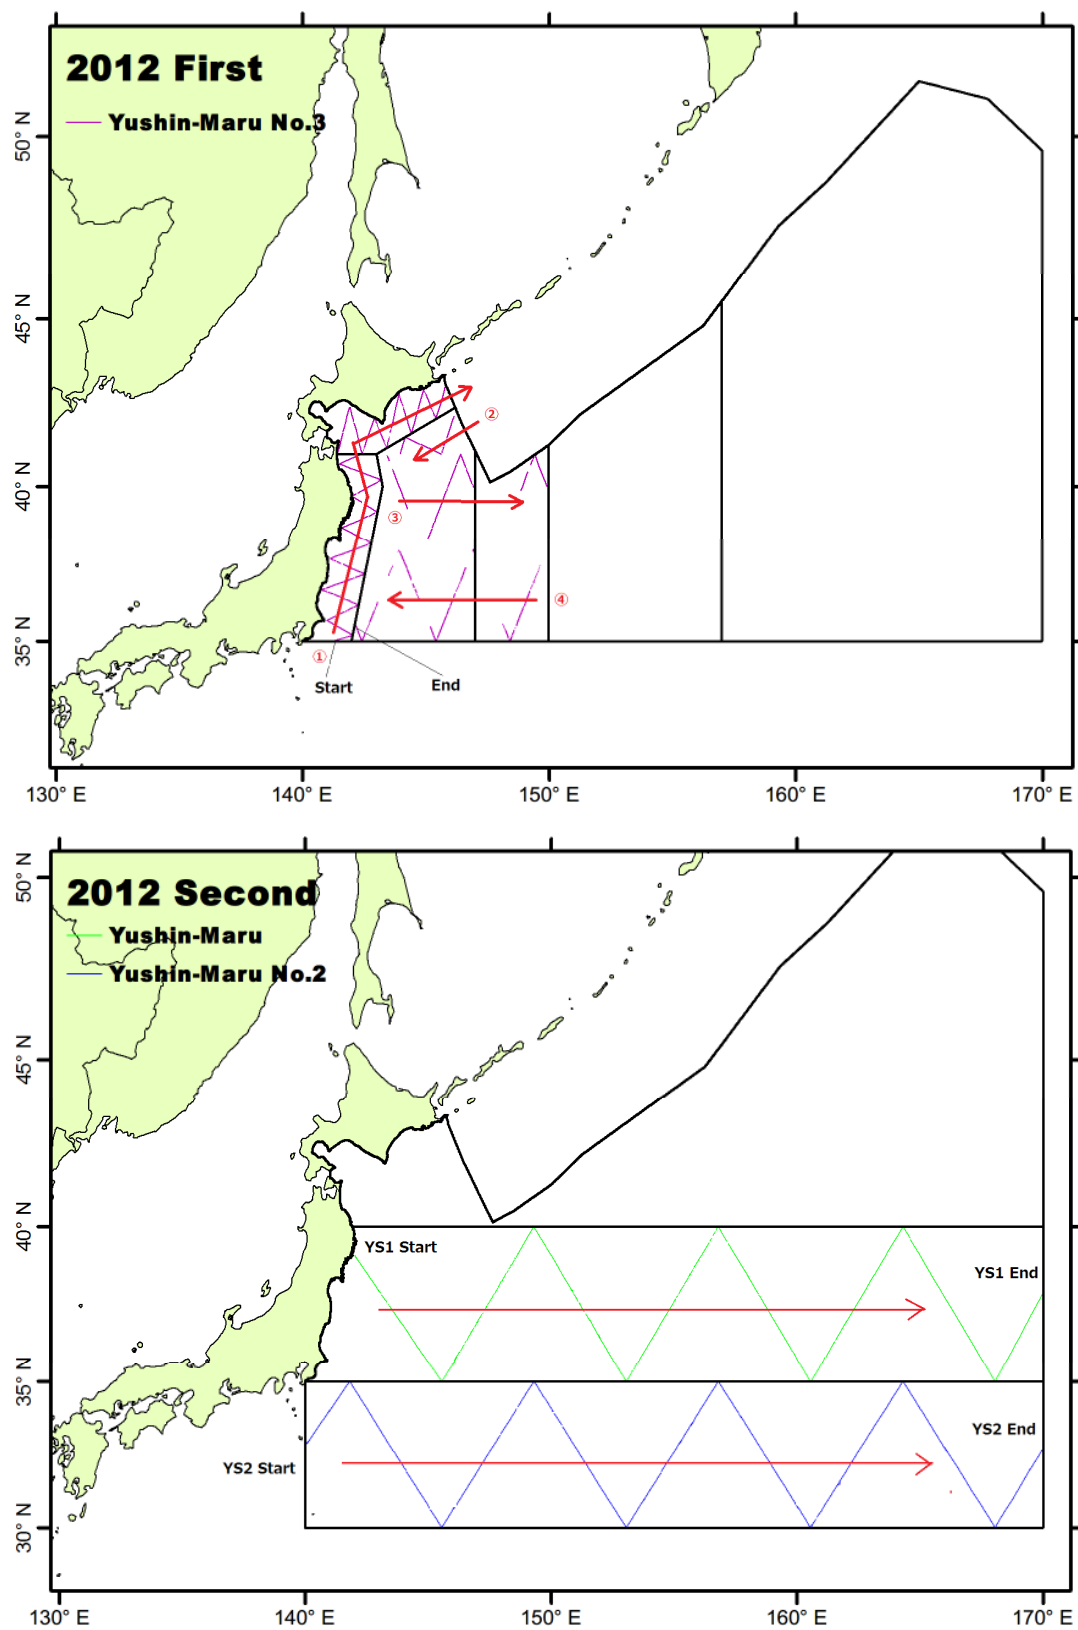 2012 First
Yushin-Maru No.3
50° N
45° N
40° N
35° N
②
③
④
①
Start
End
130° E
140° E
150° E
160° E
170° E
2012 Second
Yushin-Maru
Yushin-Maru No.2
50° N
45° N
40° N
35° N
30° N
YS1 Start
YS1 End
YS2 Start
YS2 End
130° E
140° E
150° E
160° E
170° E